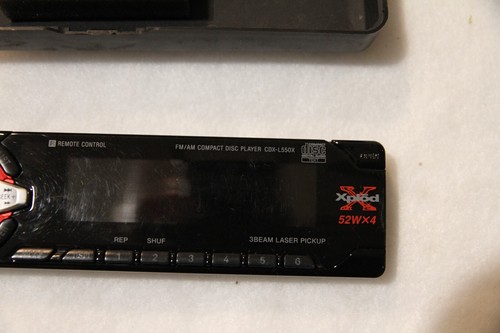 REMOTE CONTROL
FM/AM COMPACT DISC PLAYER CDX-L550X
disc
Xplod
52W×4
REP SHUF 3BEAM LASER PICKUP
1 2 3 4 5 6